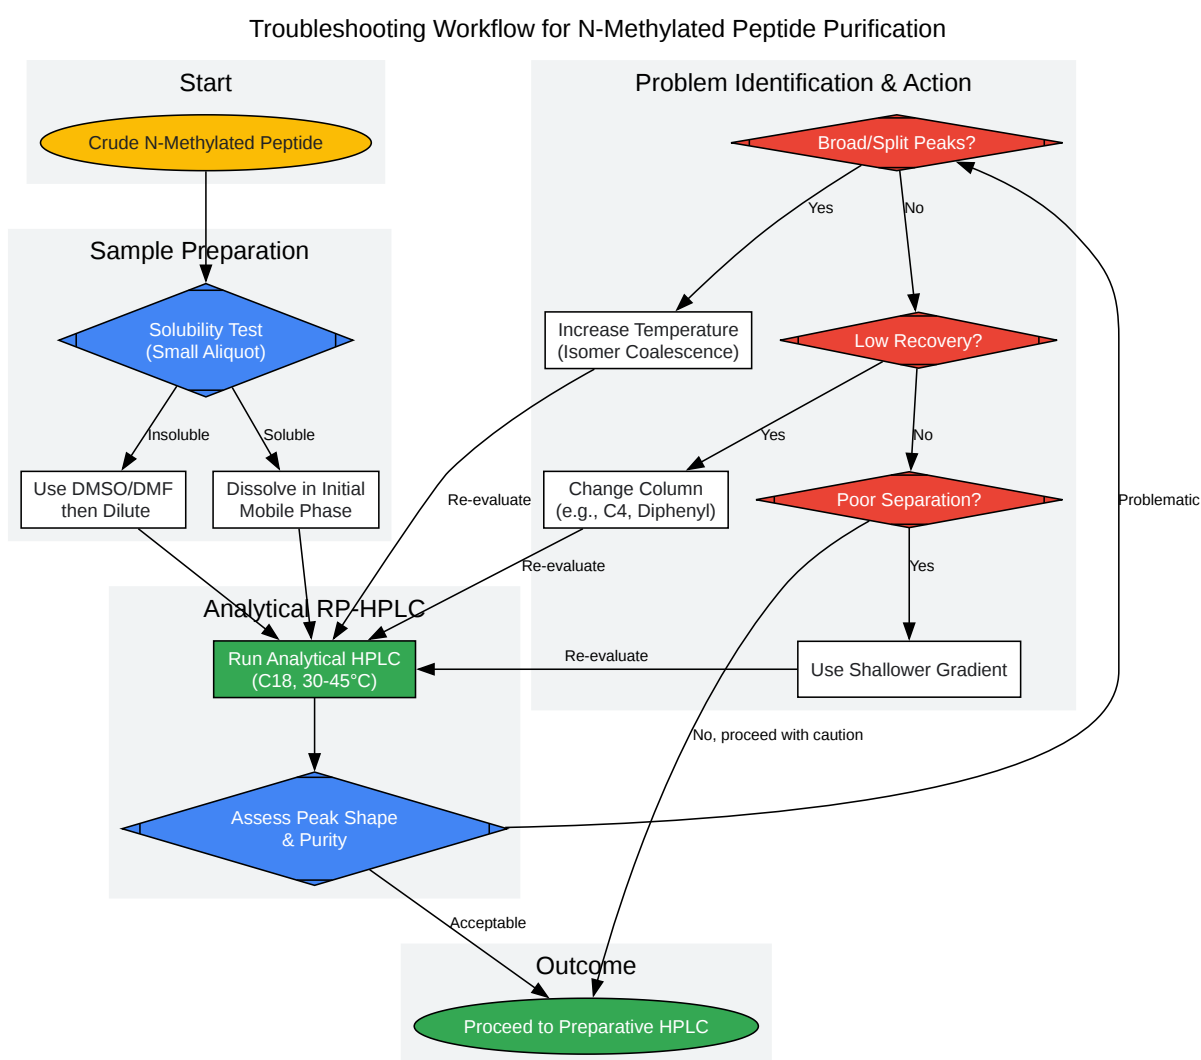 Troubleshooting Workflow for N-Methylated Peptide Purification
Start
Crude N-Methylated Peptide
Sample Preparation
Solubility Test
(Small Aliquot)
Insoluble
Soluble
Use DMSO/DMF
then Dilute
Dissolve in Initial
Mobile Phase
Analytical RP-HPLC
Run Analytical HPLC
(C18, 30-45°C)
Assess Peak Shape
& Purity
Acceptable
Problematic
Problem Identification & Action
Broad/Split Peaks?
Yes
No
Increase Temperature
(Isomer Coalescence)
Re-evaluate
Low Recovery?
Yes
No
Change Column
(e.g., C4, Diphenyl)
Re-evaluate
Poor Separation?
Yes
Use Shallower Gradient
Re-evaluate
No, proceed with caution
Outcome
Proceed to Preparative HPLC